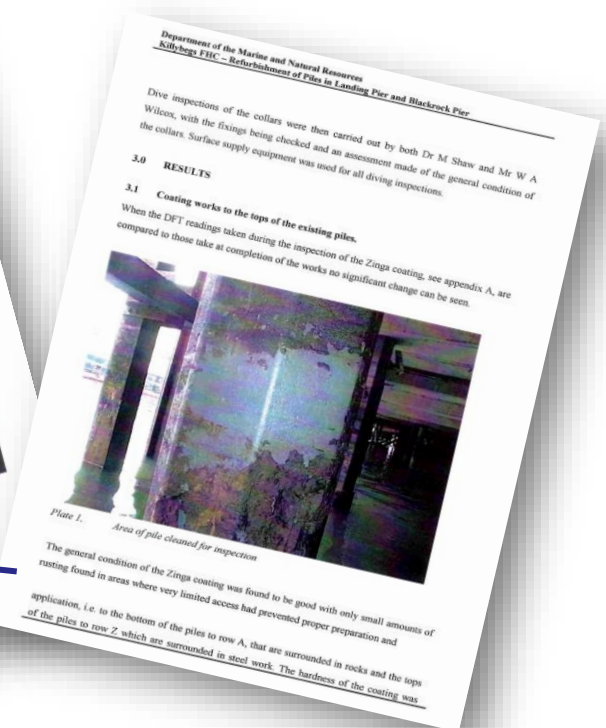 Department of the Marine and Natural Resources
Killybegs FHC – Refurbishment of Piles in Landing Pier and Blackrock Pier
Dive inspections of the collars were then carried out by both Dr M Shaw and Mr W A
Wilcox, with the fixings being checked and an assessment made of the general condition of
the collars. Surface supply equipment was used for all diving inspections.
3.0 RESULTS
3.1 Coating works to the tops of the existing piles.
When the DFT readings taken during the inspection of the Zinga coating, see appendix A, are
compared to those take at completion of the works no significant change can be seen.
Plate 1. Area of pile cleaned for inspection
The general condition of the Zinga coating was found to be good with only small amounts of
rusting found in areas where very limited access had prevented proper preparation and
application, i.e. to the bottom of the piles to row A, that are surrounded in rocks and the tops
of the piles to row Z which are surrounded in steel work. The hardness of the coating was